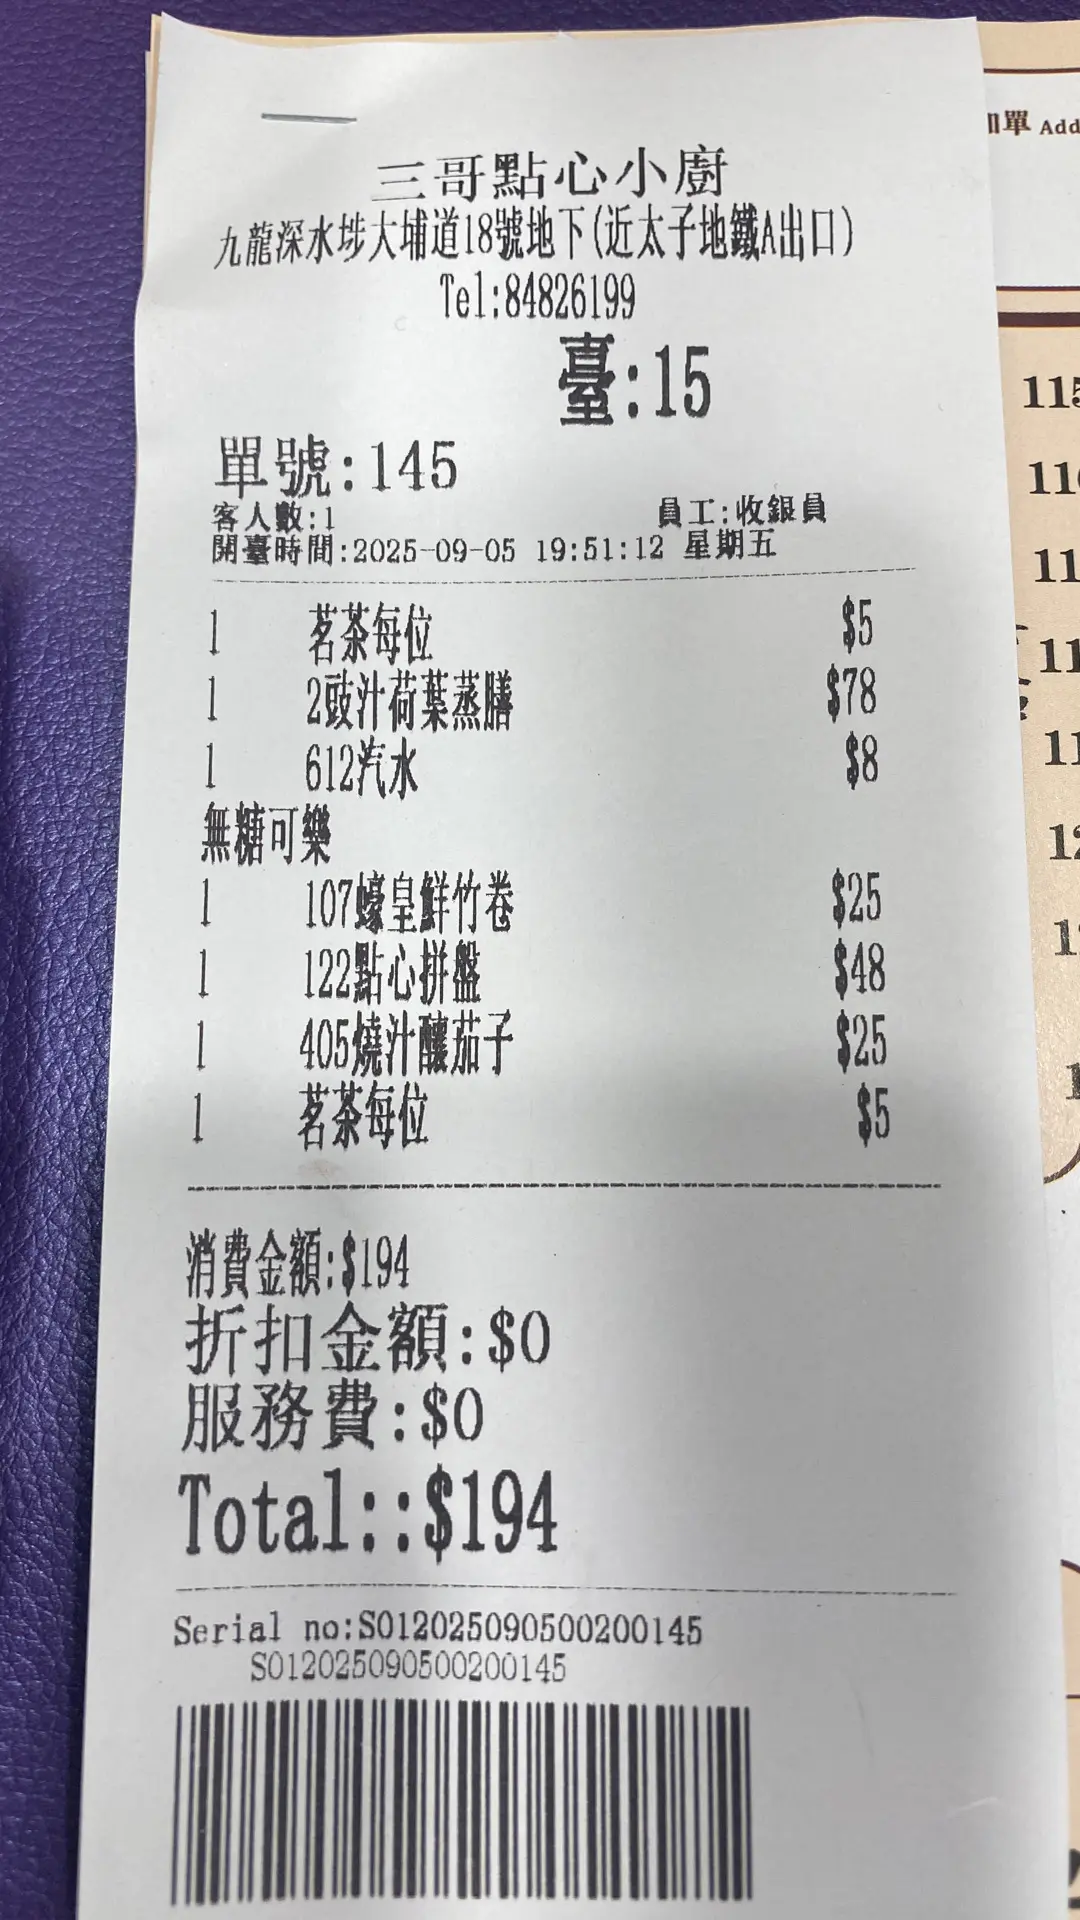 三哥點心小廚
九龍深水埗大埔道18號地下(近太子地鐵A出口)
Tel:84826199
臺:15
單號:145
客人數:1 員工:收銀員
開臺時間:2025-09-05 19:51:12 星期五
1 茗茶每位 $5
1 2豉汁荷葉蒸膳 $78
1 612汽水 $8
無糖可樂
1 107蠔皇鮮竹卷 $25
1 122點心拼盤 $48
1 405燒汁釀茄子 $25
1 茗茶每位 $5
消費金額:$194
折扣金額:$0
服務費:$0
Total::$194
Serial no:S012025090500200145
S012025090500200145
單 Add